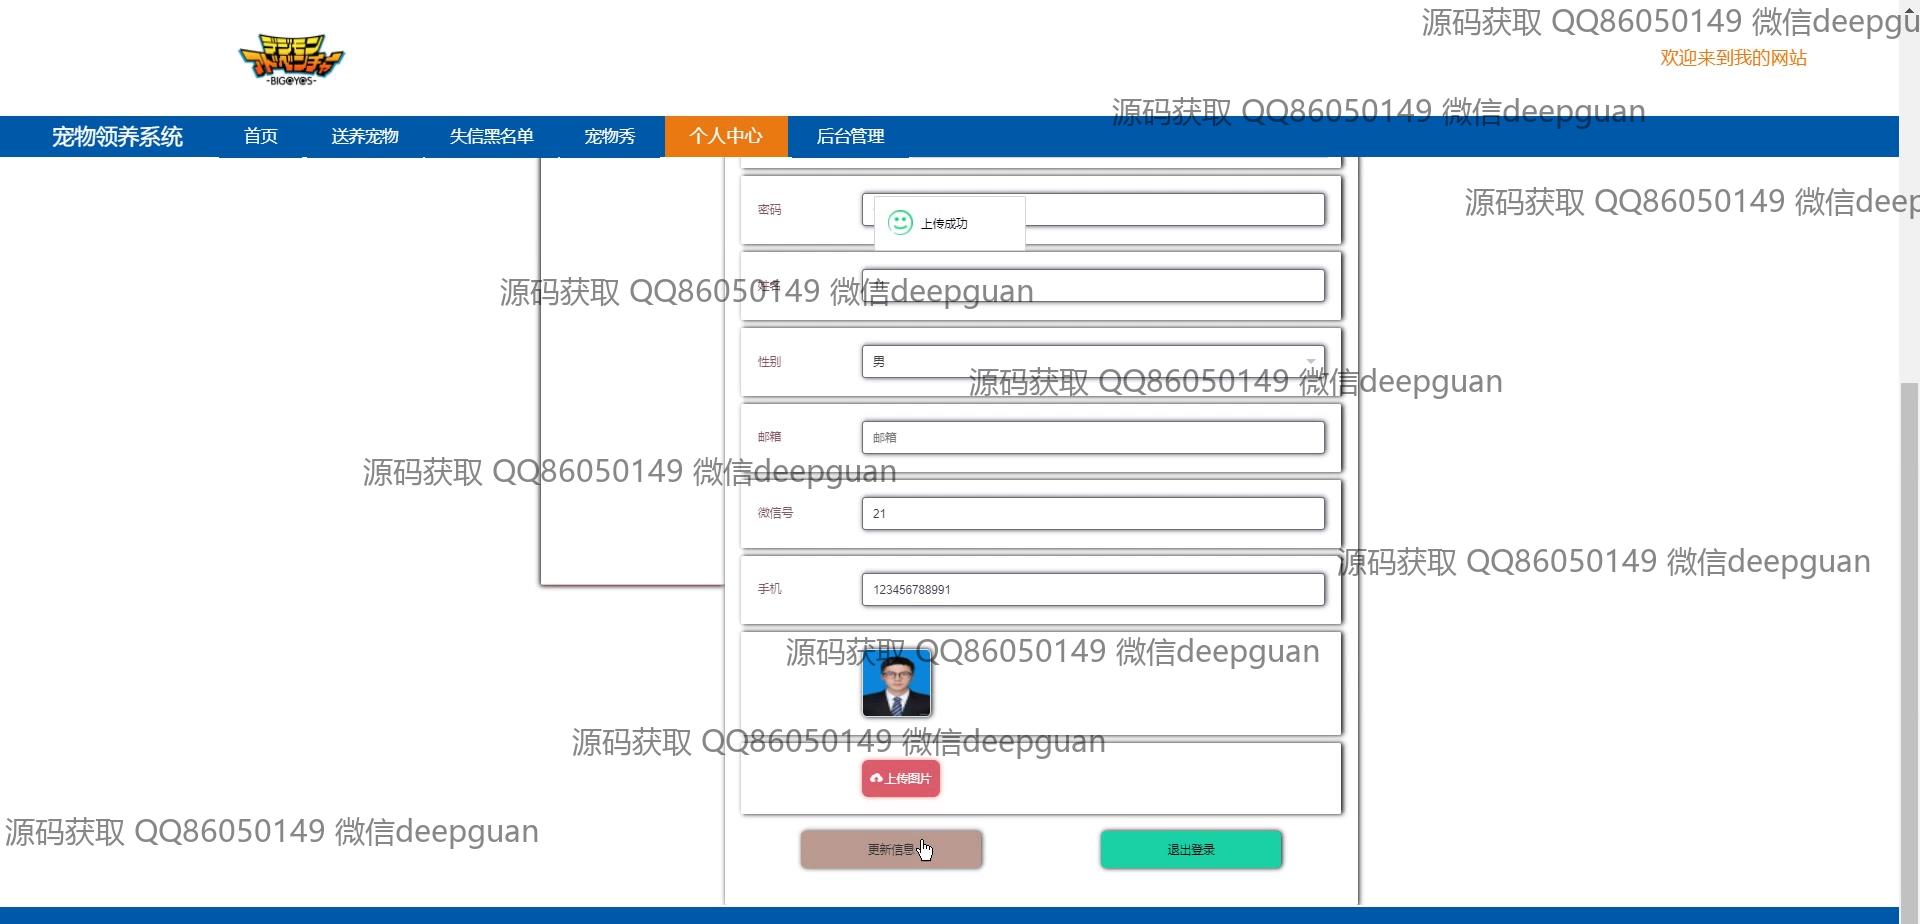 源码获取 QQ86050149 微信deepgu
デジモン
アドベンチャー
-BIGEYES-
欢迎来到我的网站
源码获取 QQ86050149 微信deepguan
宠物领养系统 首页 送养宠物 失信黑名单 宠物秀 个人中心 后台管理
源码获取 QQ86050149 微信deep
密码
上传成功
姓名
源码获取 QQ86050149 微信deepguan
性别 男
源码获取 QQ86050149 微信deepguan
邮箱 邮箱
源码获取 QQ86050149 微信deepguan
微信号 21
源码获取 QQ86050149 微信deepguan
手机 123456788991
源码获取 QQ86050149 微信deepguan
源码获取 QQ86050149 微信deepguan
上传图片
源码获取 QQ86050149 微信deepguan
更新信息 退出登录